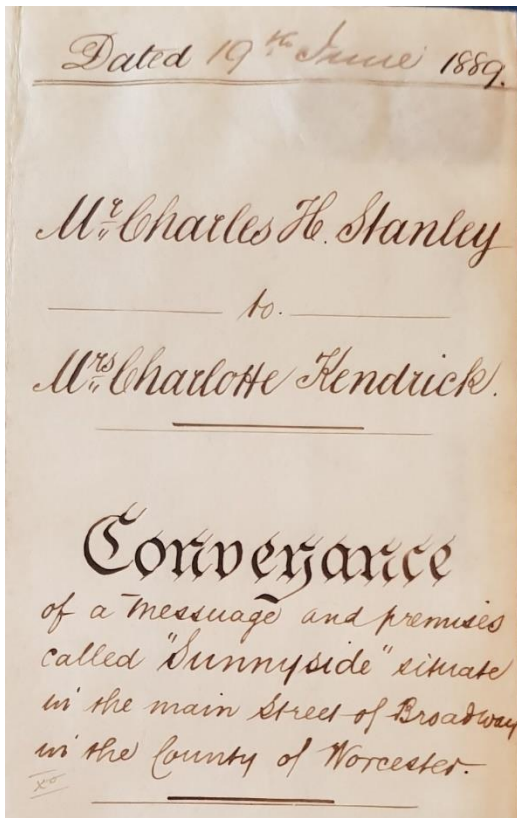 Dated 19th June 1889.
Mr. Charles H. Stanley
to.
Mrs Charlotte Kendrick.
Conveyance
of a messuage and premises
called "Sunnyside" situate
in the main Street of Broadway
in the County of Worcester.